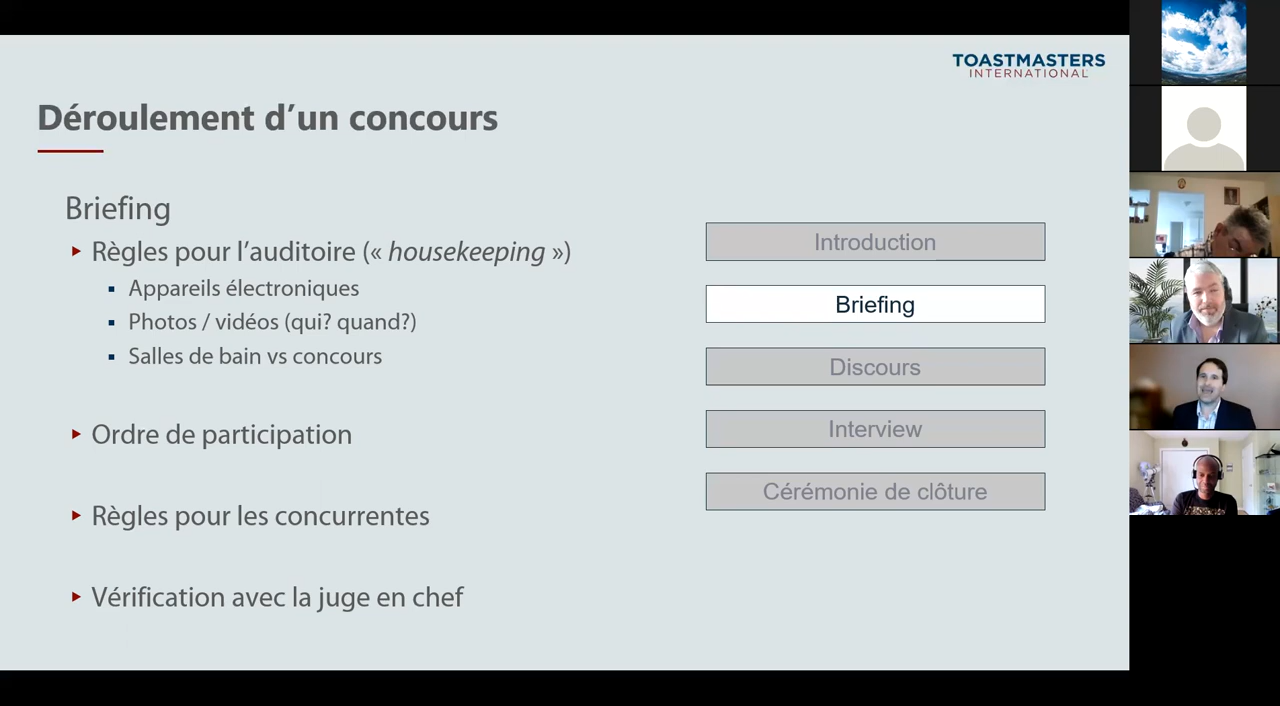 TOASTMASTERS
INTERNATIONAL
Déroulement d’un concours
Briefing
Règles pour l’auditoire (« housekeeping »)
Appareils électroniques
Photos / vidéos (qui? quand?)
Salles de bain vs concours
Ordre de participation
Règles pour les concurrentes
Vérification avec la juge en chef
Introduction
Briefing
Discours
Interview
Cérémonie de clôture